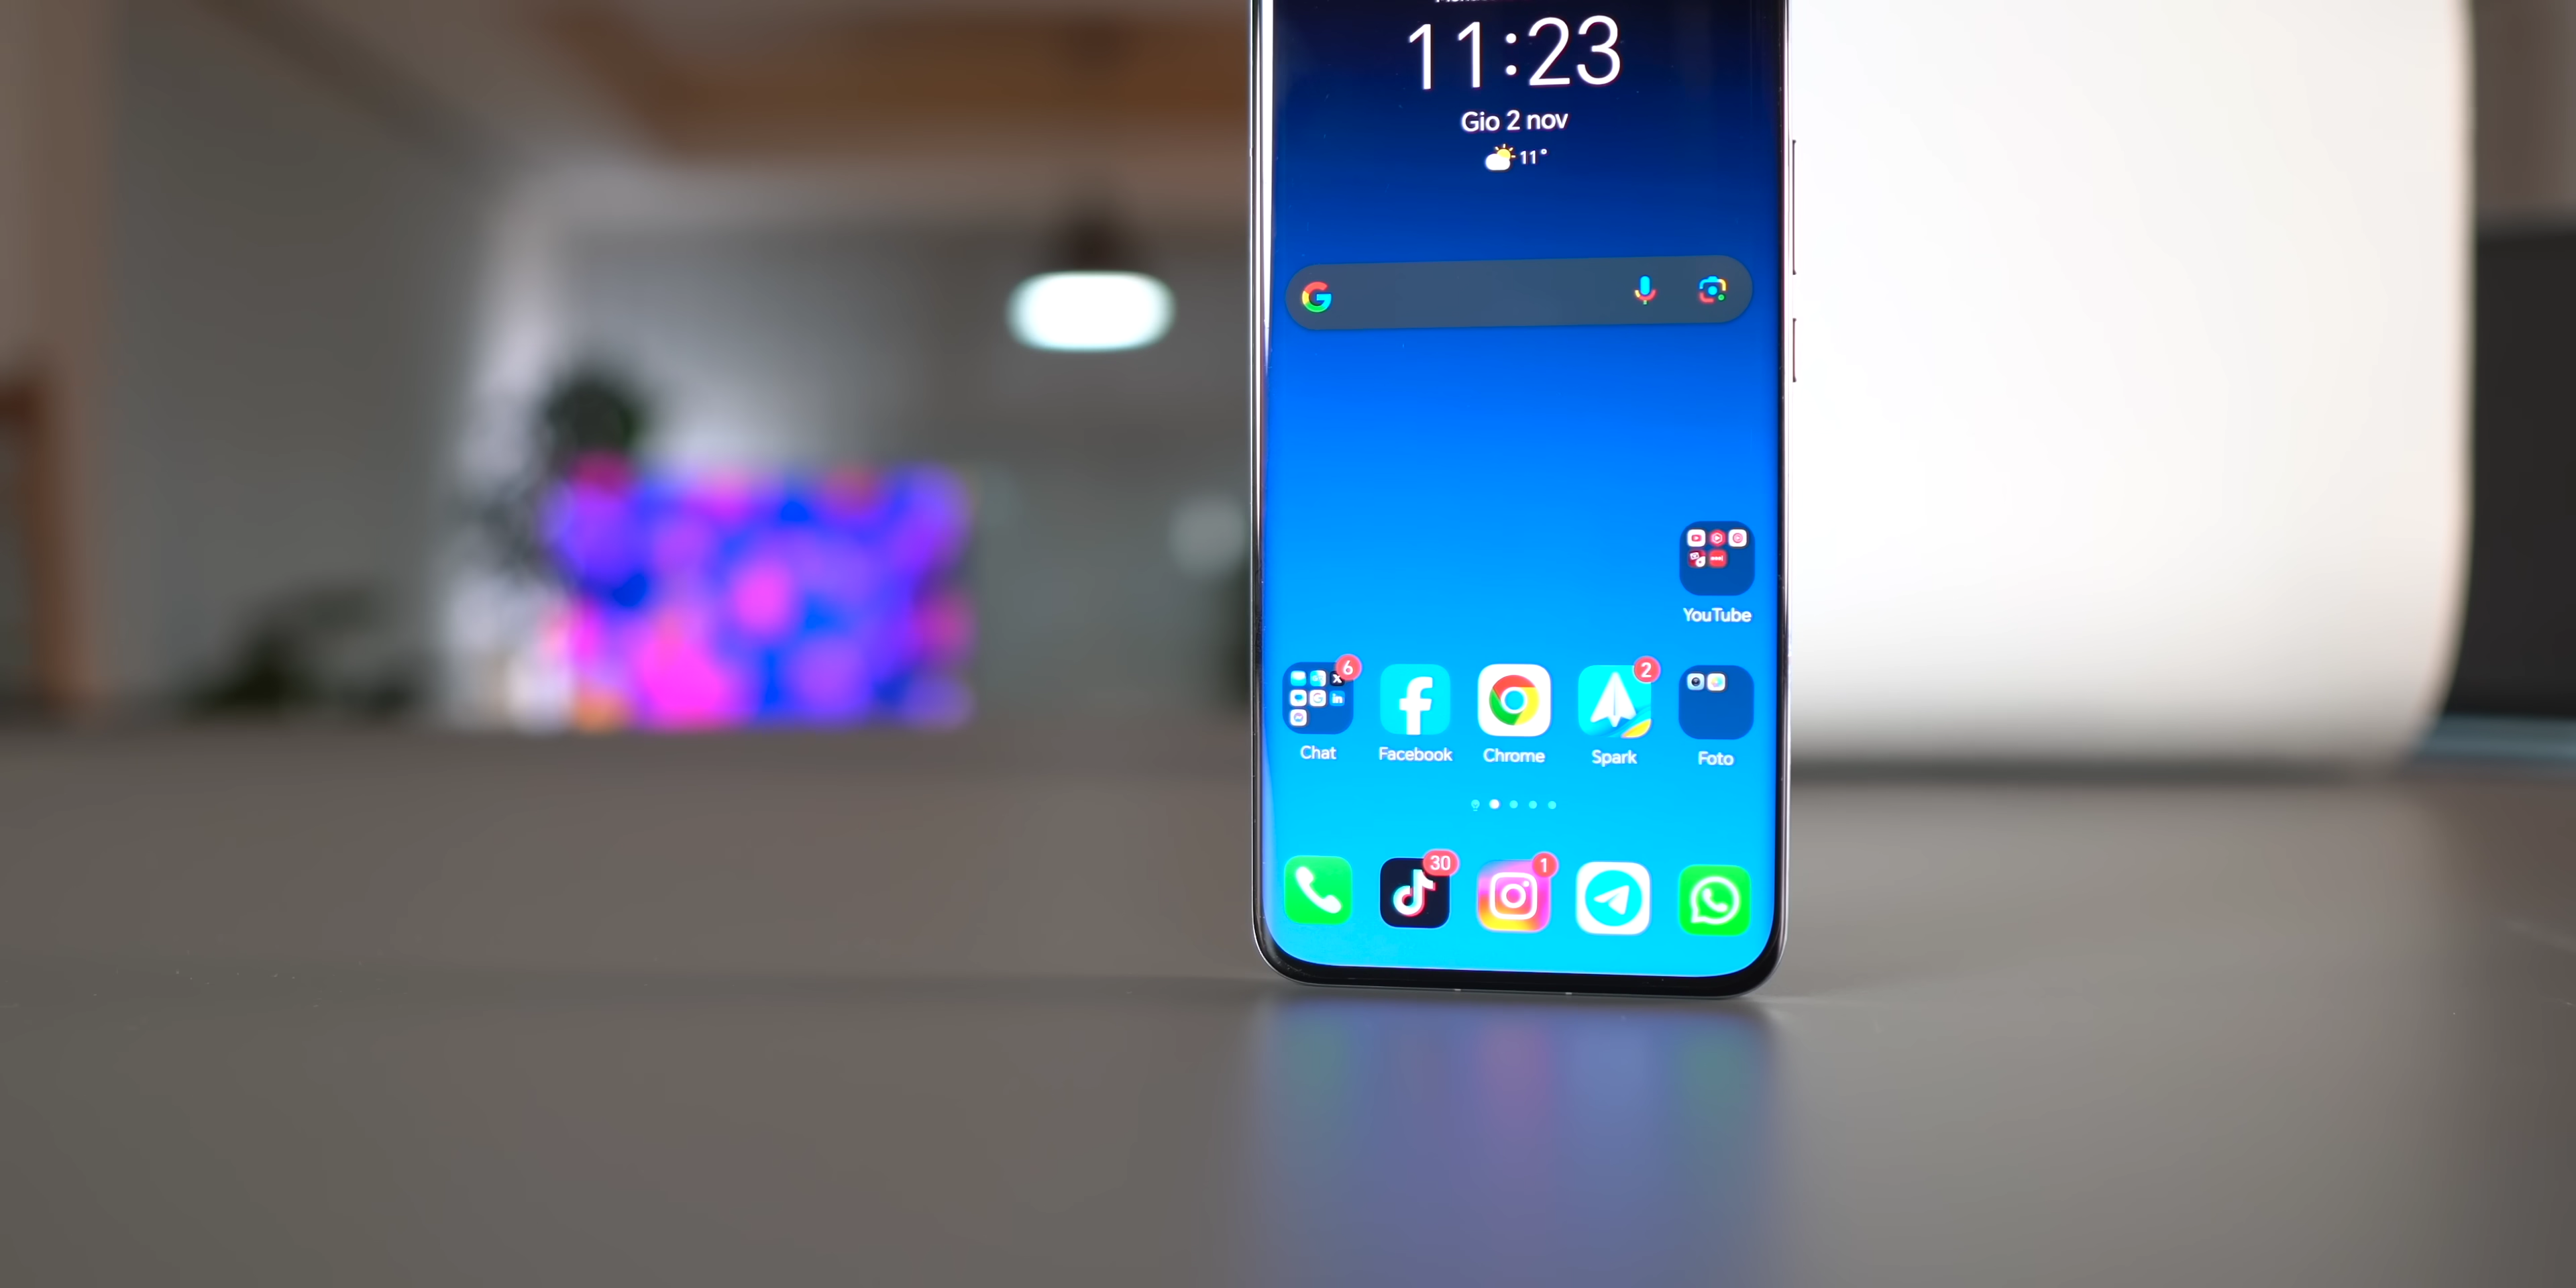 11:23
Gio 2 nov
11°
YouTube
6
2
Chat
Facebook
Chrome
Spark
Foto
30
1